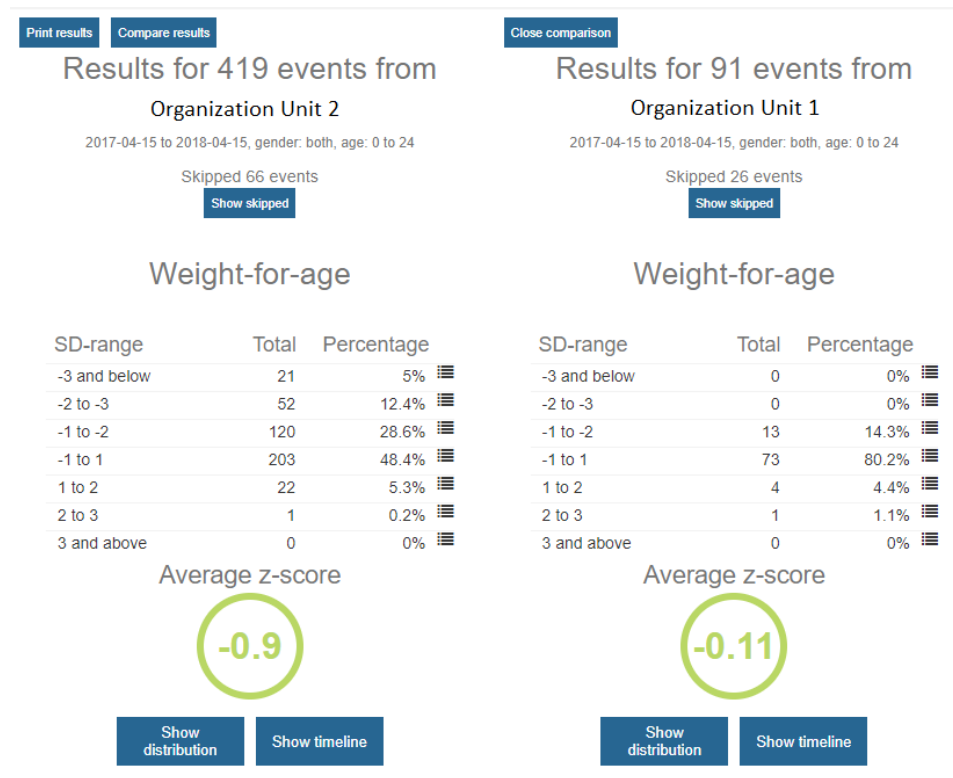 Print results Compare results
Results for 419 events from
Organization Unit 2
2017-04-15 to 2018-04-15, gender: both, age: 0 to 24
Skipped 66 events
Show skipped
Weight-for-age
SD-range Total Percentage
-3 and below 21 5%
-2 to -3 52 12.4%
-1 to -2 120 28.6%
-1 to 1 203 48.4%
1 to 2 22 5.3%
2 to 3 1 0.2%
3 and above 0 0%
Average z-score
-0.9
Show distribution Show timeline
Close comparison
Results for 91 events from
Organization Unit 1
2017-04-15 to 2018-04-15, gender: both, age: 0 to 24
Skipped 26 events
Show skipped
Weight-for-age
SD-range Total Percentage
-3 and below 0 0%
-2 to -3 0 0%
-1 to -2 13 14.3%
-1 to 1 73 80.2%
1 to 2 4 4.4%
2 to 3 1 1.1%
3 and above 0 0%
Average z-score
-0.11
Show distribution Show timeline